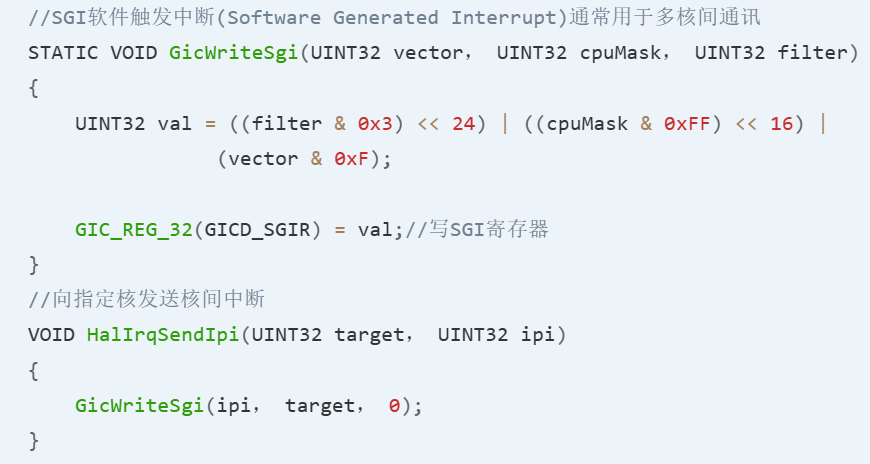 //SGI软件触发中断(Software Generated Interrupt)通常用于多核间通讯
STATIC VOID GicWriteSgi(UINT32 vector, UINT32 cpuMask, UINT32 filter)
{
    UINT32 val = ((filter & 0x3) << 24) | ((cpuMask & 0xFF) << 16) |
                (vector & 0xF);

    GIC_REG_32(GICD_SGIR) = val;//写SGI寄存器
}
//向指定核发送核间中断
VOID HalIrqSendIpi(UINT32 target, UINT32 ipi)
{
    GicWriteSgi(ipi, target, 0);
}